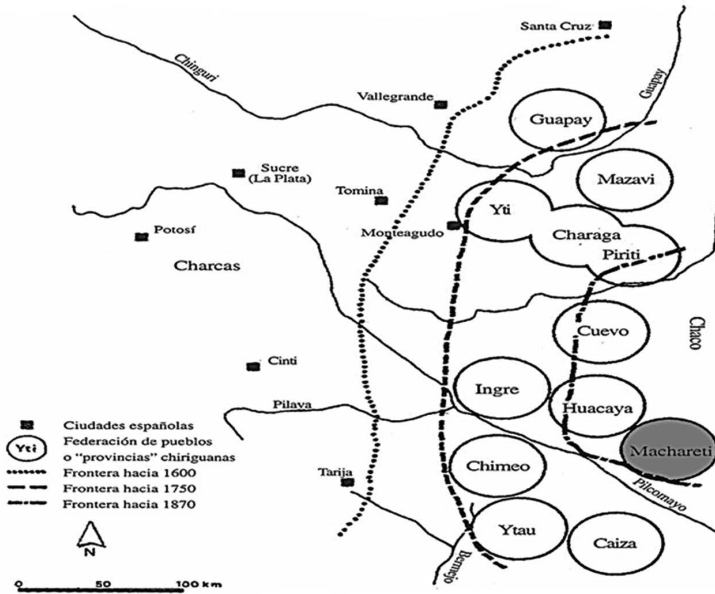 Santa Cruz
Chinguri
Guapay
Vallegrande
Guapay
Sucre
(La Plata)
Mazavi
Tomina
Yti
Potosí
Monteagudo
Charaga
Piriti
Charcas
Chaco
Cuevo
Cinti
Ingre
Huacaya
Pilaya
Machareti
Ciudades españolas
Yti
Federación de pueblos
o “provincias” chiriguanas
Chimeo
Frontera hacia 1600
Tarija
Pilcomayo
Frontera hacia 1750
Frontera hacia 1870
Ytau
Caiza
Bermejo
N
0
50
100 km